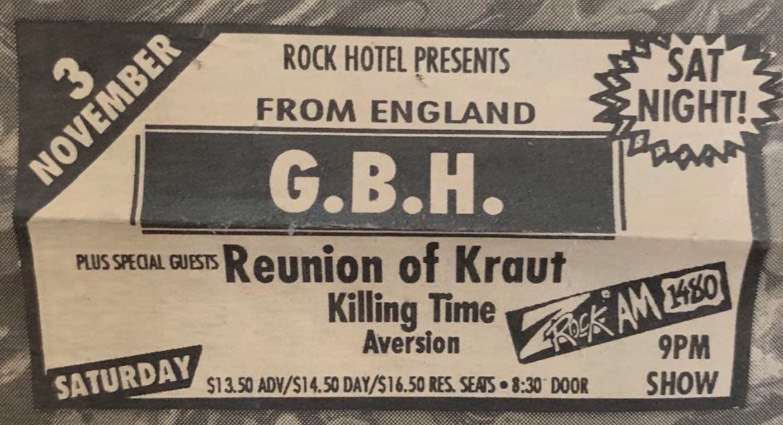 3
NOVEMBER
ROCK HOTEL PRESENTS
SAT
NIGHT!
FROM ENGLAND
G.B.H.
PLUS SPECIAL GUESTS Reunion of Kraut
Killing Time
Aversion
Z ROCK AM 1480
9PM
SHOW
SATURDAY
$13.50 ADV/$14.50 DAY/$16.50 RES. SEATS • 8:30 DOOR